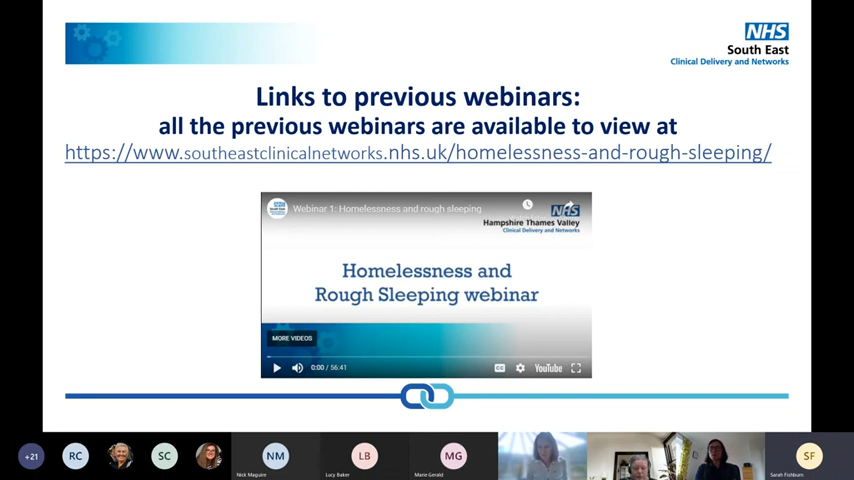 NHS
South East
Clinical Delivery and Networks
Links to previous webinars:
all the previous webinars are available to view at
https://www.southeastclinicalnetworks.nhs.uk/homelessness-and-rough-sleeping/
Webinar 1: Homelessness and rough sleeping
NHS
Hampshire Thames Valley
Clinical Delivery and Networks
Homelessness and
Rough Sleeping webinar
MORE VIDEOS
0:00 / 56:41
CC
YouTube
+21
RC
SC
NM
LB
MG
SF
Nick Maguire
Lucy Baker
Marie Gerald
Sarah Fishburn